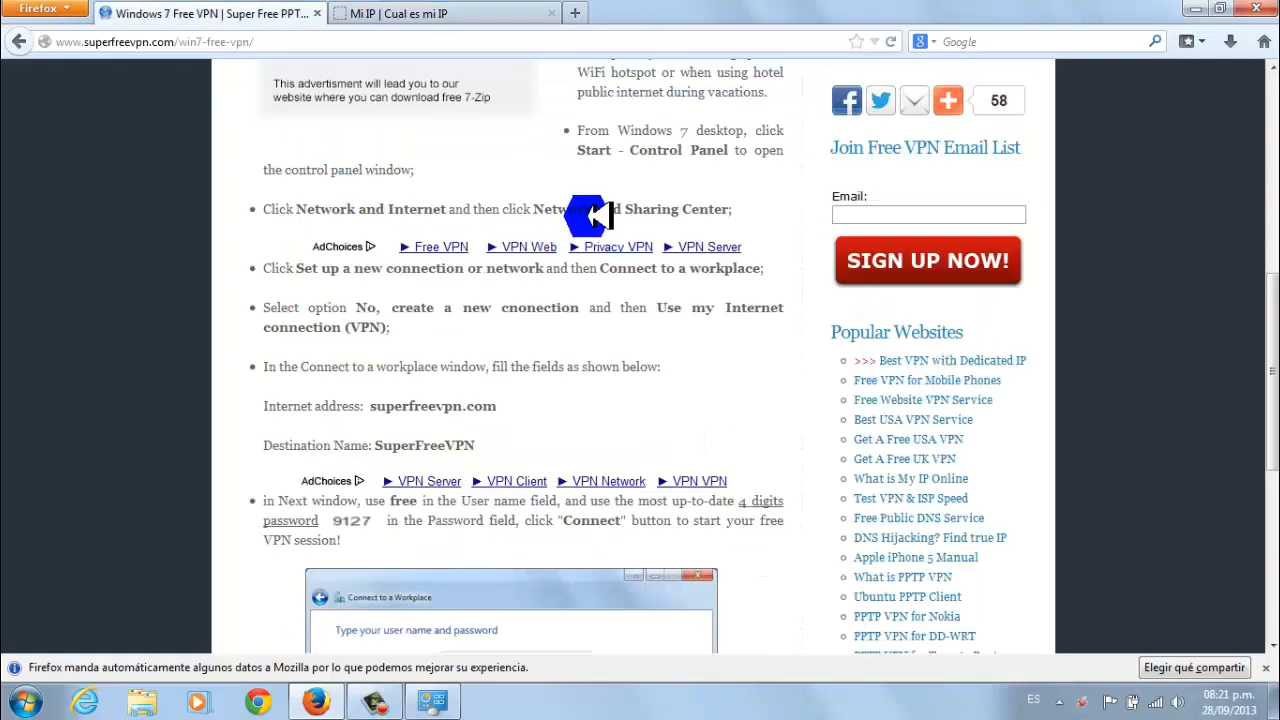 Firefox
Windows 7 Free VPN | Super Free PPT...
Mi IP | Cual es mi IP
www.superfreevpn.com/win7-free-vpn/
Google
This advertisment will lead you to our
website where you can download free 7-Zip
WiFi hotspot or when using hotel
public internet during vacations.
From Windows 7 desktop, click
Start - Control Panel to open
the control panel window;
Click Network and Internet and then click Network and Sharing Center;
AdChoices
Free VPN
VPN Web
Privacy VPN
VPN Server
Click Set up a new connection or network and then Connect to a workplace;
Select option No, create a new cnonection and then Use my Internet
connection (VPN);
In the Connect to a workplace window, fill the fields as shown below:
Internet address: superfreevpn.com
Destination Name: SuperFreeVPN
AdChoices
VPN Server
VPN Client
VPN Network
VPN VPN
in Next window, use free in the User name field, and use the most up-to-date 4 digits
password 9127 in the Password field, click "Connect" button to start your free
VPN session!
Connect to a Workplace
Type your user name and password
58
Join Free VPN Email List
Email:
SIGN UP NOW!
Popular Websites
>>> Best VPN with Dedicated IP
Free VPN for Mobile Phones
Free Website VPN Service
Best USA VPN Service
Get A Free USA VPN
Get A Free UK VPN
What is My IP Online
Test VPN & ISP Speed
Free Public DNS Service
DNS Hijacking? Find true IP
Apple iPhone 5 Manual
What is PPTP VPN
Ubuntu PPTP Client
PPTP VPN for Nokia
PPTP VPN for DD-WRT
Firefox manda automáticamente algunos datos a Mozilla por lo que podemos mejorar su experiencia.
Elegir qué compartir
ES
08:21 p.m.
28/09/2013